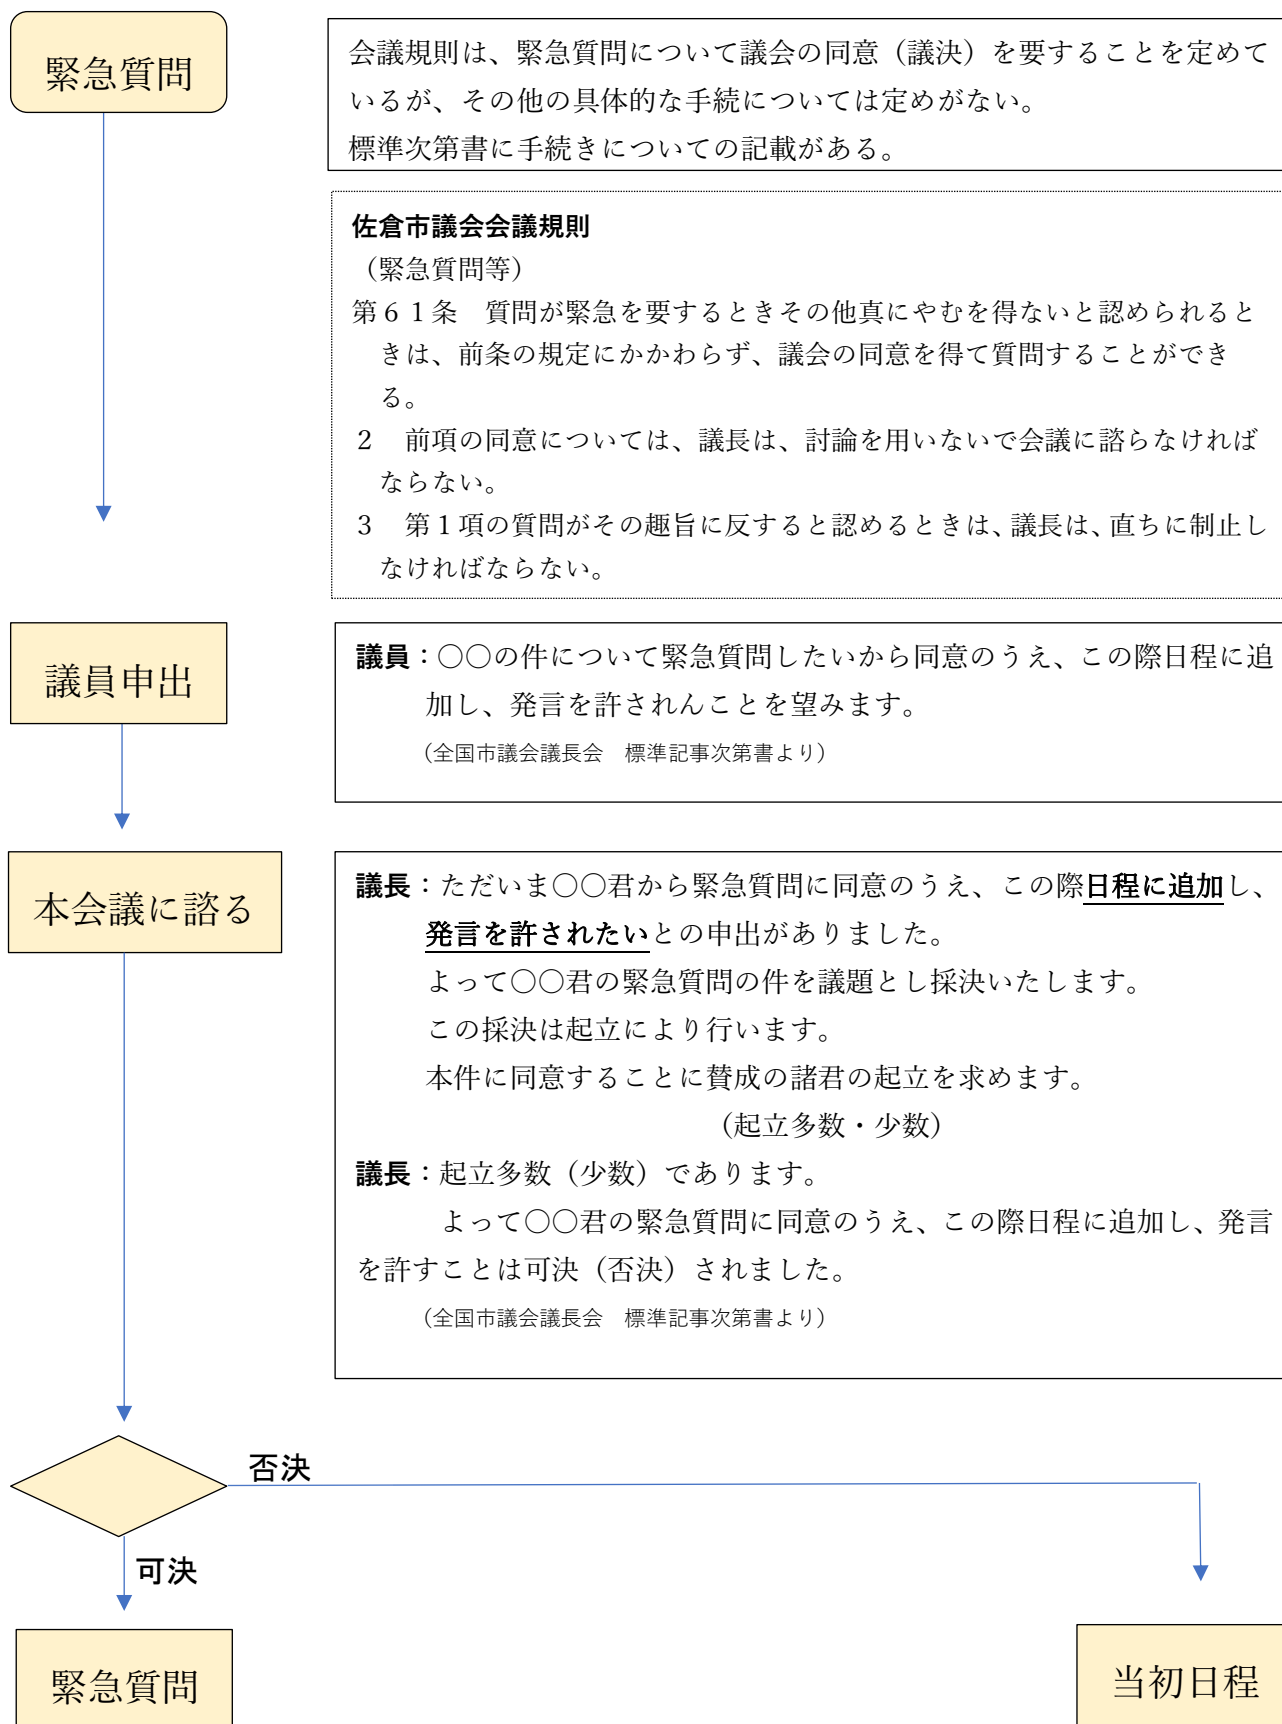 緊急質問
会議規則は、緊急質問について議会の同意（議決）を要することを定めて
いるが、その他の具体的な手続については定めがない。
標準次第書に手続きについての記載がある。
佐倉市議会会議規則
（緊急質問等）
第６１条　質問が緊急を要するときその他真にやむを得ないと認められると
きは、前条の規定にかかわらず、議会の同意を得て質問することができ
る。
２　前項の同意については、議長は、討論を用いないで会議に諮らなければ
ならない。
３　第１項の質問がその趣旨に反すると認めるときは、議長は、直ちに制止し
なければならない。
議員申出
議員：〇〇の件について緊急質問したいから同意のうえ、この際日程に追
加し、発言を許されんことを望みます。
（全国市議会議長会　標準記事次第書より）
本会議に諮る
議長：ただいま〇〇君から緊急質問に同意のうえ、この際日程に追加し、
発言を許されたいとの申出がありました。
よって〇〇君の緊急質問の件を議題とし採決いたします。
この採決は起立により行います。
本件に同意することに賛成の諸君の起立を求めます。
（起立多数・少数）
議長：起立多数（少数）であります。
よって〇〇君の緊急質問に同意のうえ、この際日程に追加し、発言
を許すことは可決（否決）されました。
（全国市議会議長会　標準記事次第書より）
否決
可決
緊急質問
当初日程